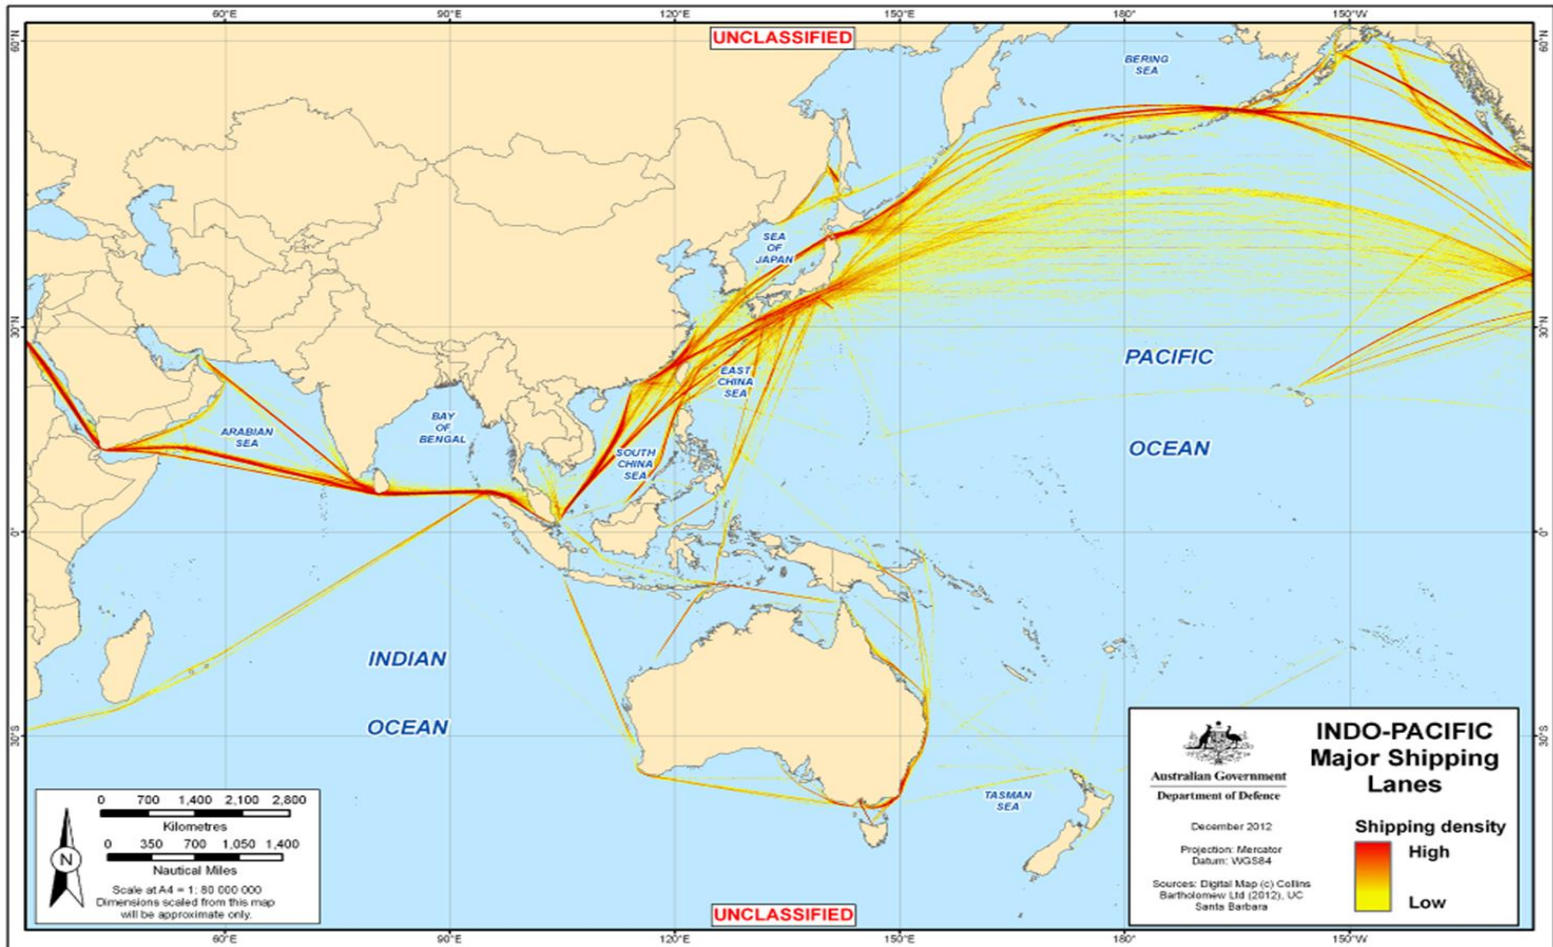 60°E 90°E 120°E 150°E 180° 150°W
UNCLASSIFIED
60°N 60°N
BERING
SEA
SEA
OF
JAPAN
30°N 30°N
PACIFIC
EAST
CHINA
SEA
BAY
OF
BENGAL
ARABIAN
SEA
OCEAN
SOUTH
CHINA
SEA
0° 0°
INDIAN
OCEAN
30°S 30°S
TASMAN
SEA
INDO-PACIFIC
Major Shipping
Lanes
Australian Government
Department of Defence
December 2012
Projection: Mercator
Datum: WGS84
Sources: Digital Map (c) Collins
Bartholomew Ltd (2012), UC
Santa Barbara
Shipping density
High
Low
0 700 1,400 2,100 2,800
Kilometres
0 350 700 1,050 1,400
Nautical Miles
N
Scale at A4 = 1: 80 000 000
Dimensions scaled from this map
will be approximate only.
UNCLASSIFIED
60°E 90°E 120°E 150°E 180° 150°W